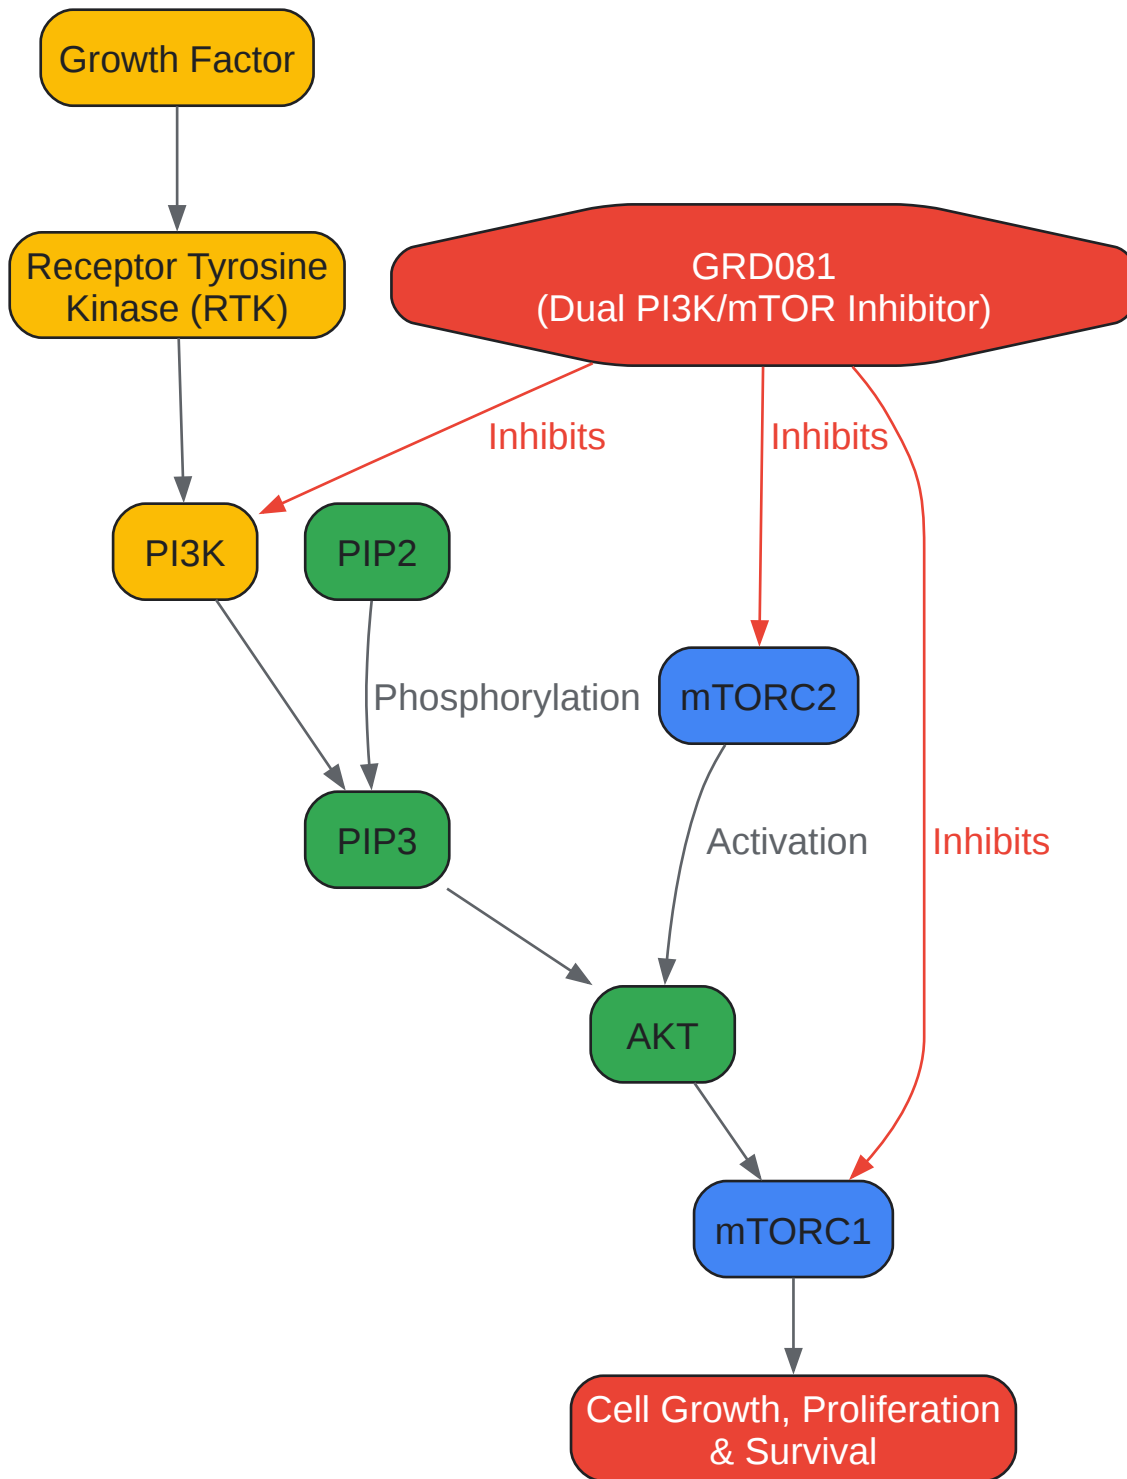 Growth Factor
Receptor Tyrosine
Kinase (RTK)
GRD081
(Dual PI3K/mTOR Inhibitor)
Inhibits
Inhibits
PI3K
PIP2
Phosphorylation
mTORC2
PIP3
Activation
Inhibits
AKT
mTORC1
Cell Growth, Proliferation
& Survival